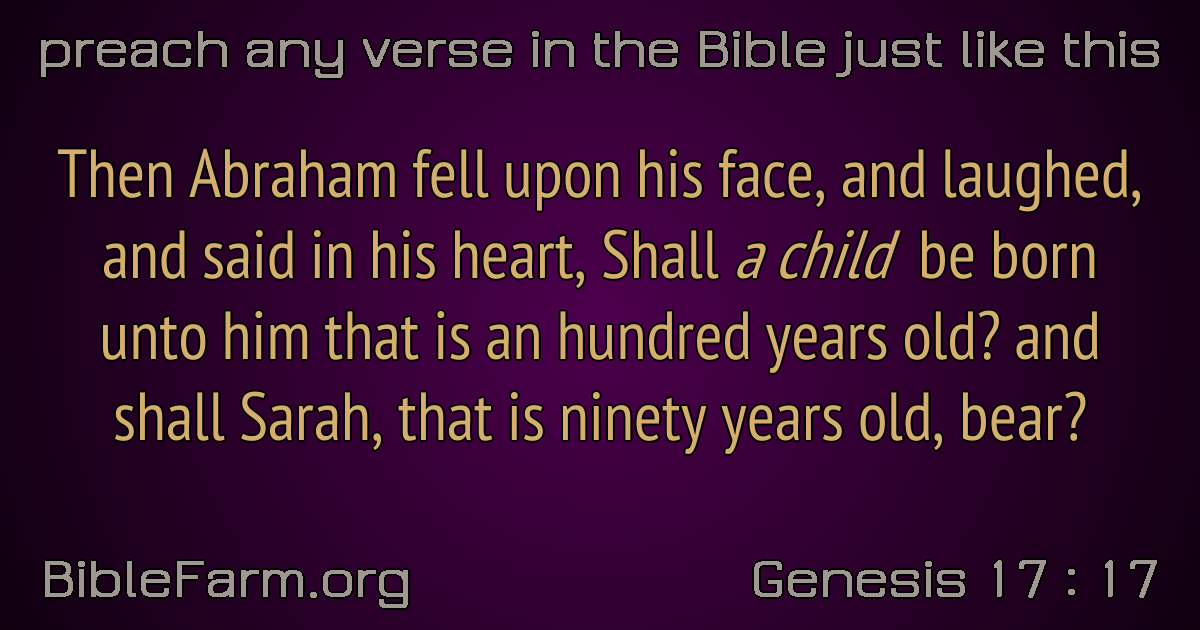 preach any verse in the Bible just like this
Then Abraham fell upon his face, and laughed,
and said in his heart, Shall a child be born
unto him that is an hundred years old? and
shall Sarah, that is ninety years old, bear?
BibleFarm.org
Genesis 17 : 17